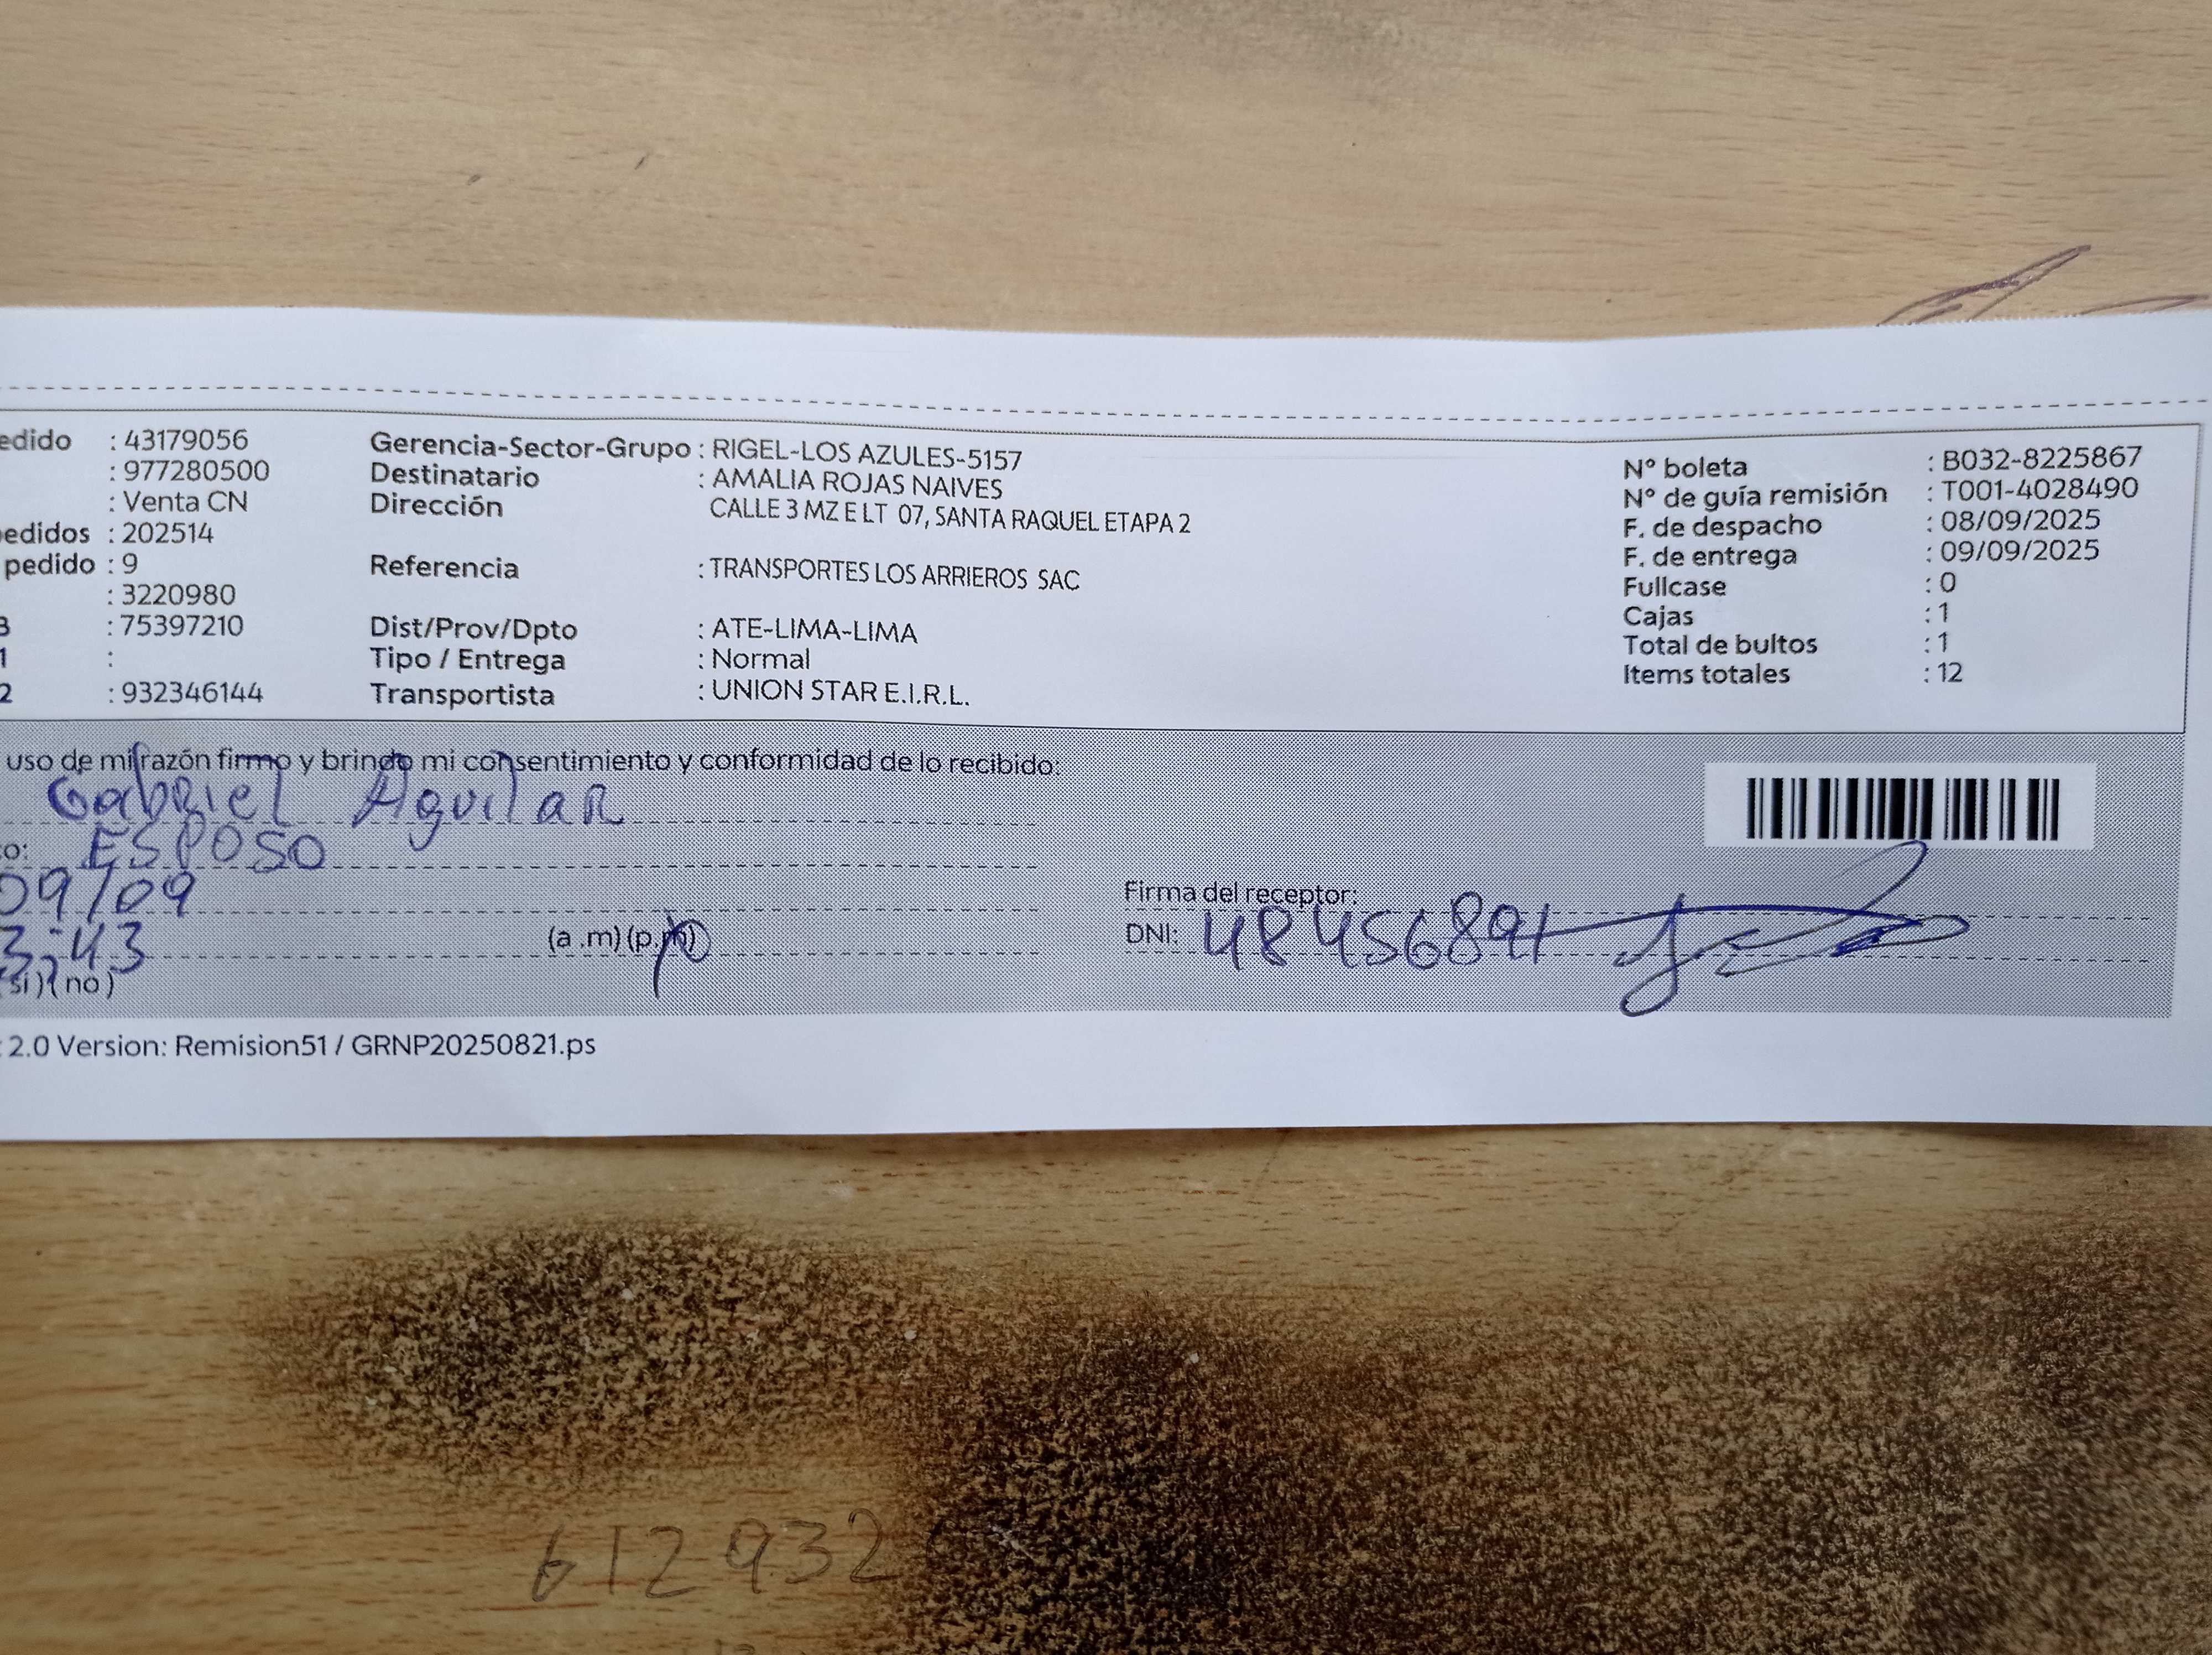 edido : 43179056
: 977280500
: Venta CN
edidos : 202514
pedido : 9
: 3220980
3 : 75397210
1 :
2 : 932346144
Gerencia-Sector-Grupo : RIGEL-LOS AZULES-5157
Destinatario : AMALIA ROJAS NAIVES
Dirección CALLE 3 MZ E LT 07, SANTA RAQUEL ETAPA 2
Referencia : TRANSPORTES LOS ARRIEROS SAC
Dist/Prov/Dpto : ATE-LIMA-LIMA
Tipo / Entrega : Normal
Transportista : UNION STAR E.I.R.L.
N° boleta : B032-8225867
N° de guía remisión : T001-4028490
F. de despacho : 08/09/2025
F. de entrega : 09/09/2025
Fullcase : 0
Cajas : 1
Total de bultos : 1
Items totales : 12
uso de mi razón firmo y brindo mi consentimiento y conformidad de lo recibido:
Gabriel Aguilar
o: ESPOSO
09/09
3:43 (a .m) (p.m)
(si) (no)
Firma del receptor:
DNI: 48456891
: 2.0 Version: Remision51 / GRNP20250821.ps
612932